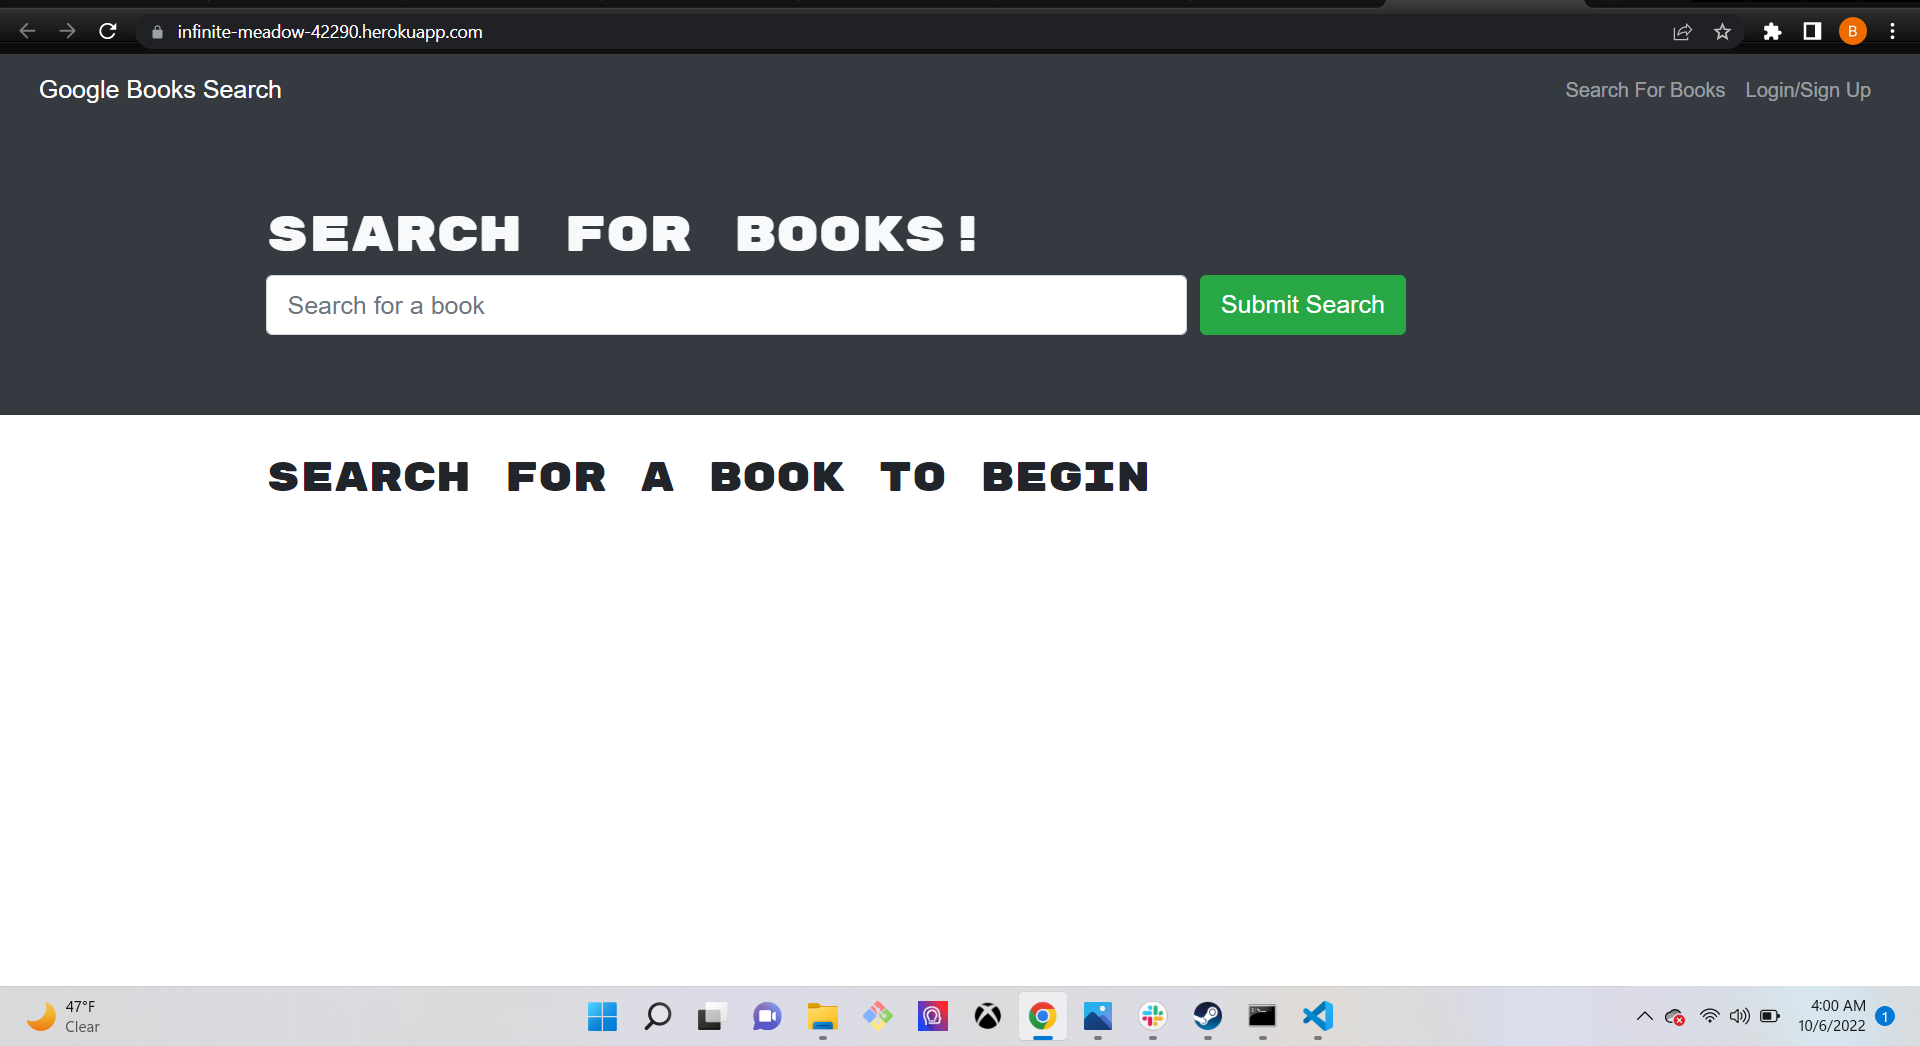 infinite-meadow-42290.herokuapp.com
B
Google Books Search
Search For Books
Login/Sign Up
SEARCH FOR BOOKS!
Search for a book
Submit Search
SEARCH FOR A BOOK TO BEGIN
47°F
Clear
4:00 AM
10/6/2022
1